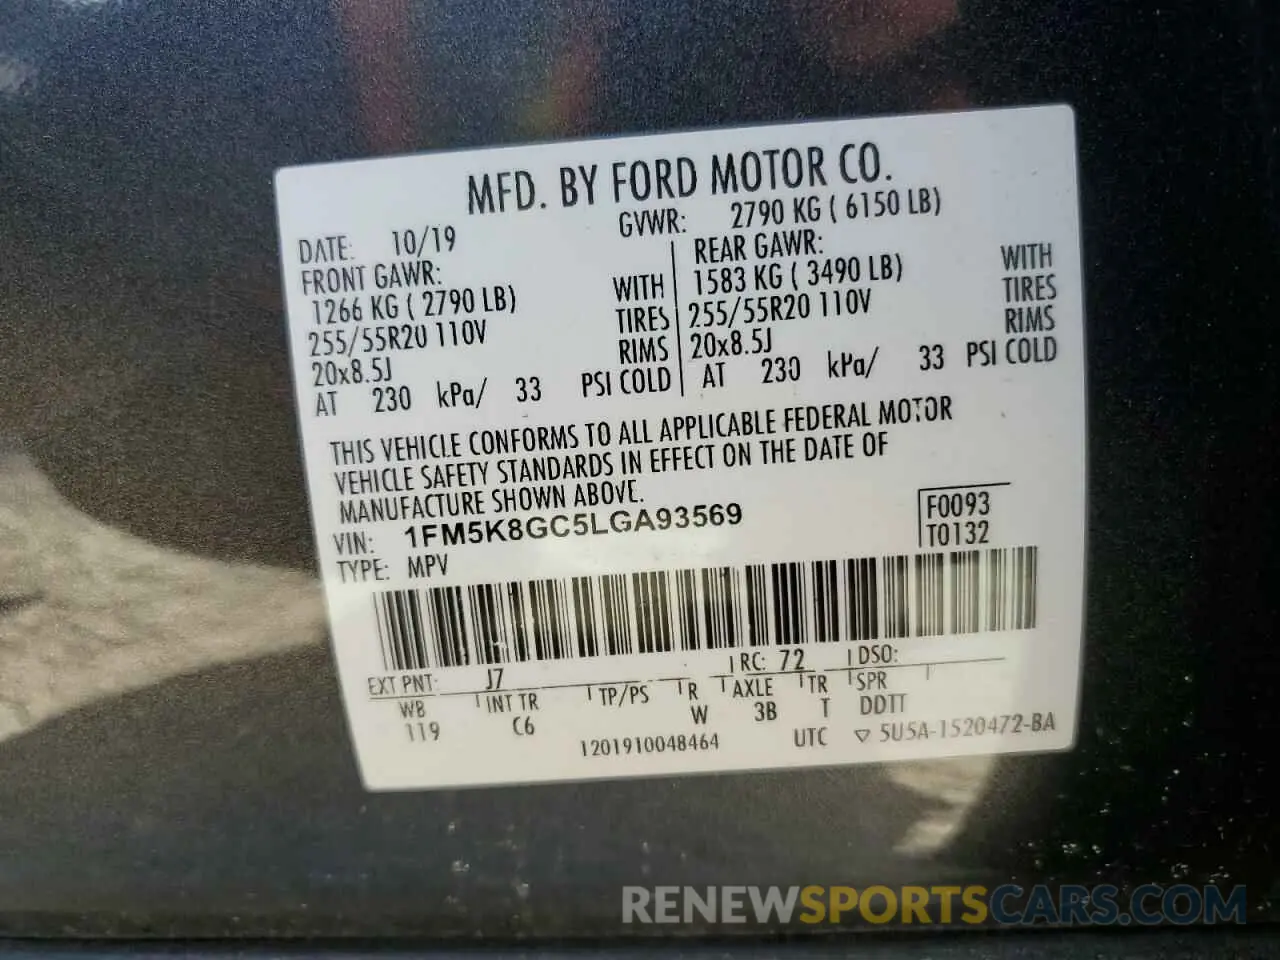 MFD. BY FORD MOTOR CO.
DATE: 10/19 GVWR: 2790 KG ( 6150 LB)
FRONT GAWR: REAR GAWR:
1266 KG ( 2790 LB) WITH 1583 KG ( 3490 LB) WITH
255/55R20 110V TIRES 255/55R20 110V TIRES
20x8.5J RIMS 20x8.5J RIMS
AT 230 kPa/ 33 PSI COLD AT 230 kPa/ 33 PSI COLD
THIS VEHICLE CONFORMS TO ALL APPLICABLE FEDERAL MOTOR
VEHICLE SAFETY STANDARDS IN EFFECT ON THE DATE OF
MANUFACTURE SHOWN ABOVE.
VIN: 1FM5K8GC5LGA93569 F0093
TYPE: MPV T0132
EXT PNT: J7 RC: 72 DSO:
WB INT TR TP/PS R AXLE TR SPR
119 C6 W 3B T DDTT
1201910048464 UTC ▽ 5U5A-1520472-BA
RENEWSPORTSCARS.COM